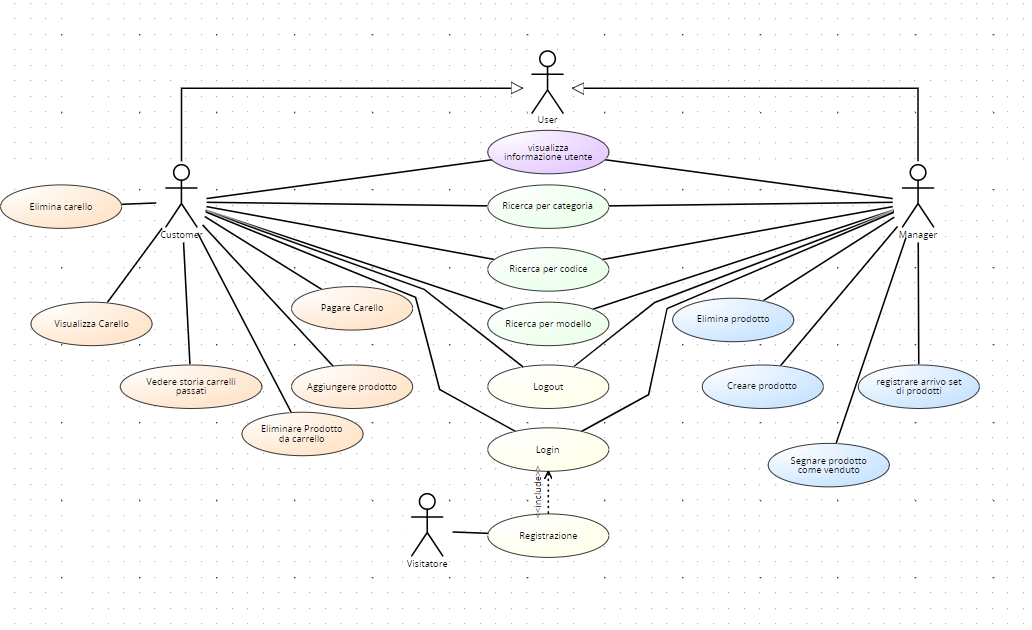 User
visualizza
informazione utente
Elimina carello
Ricerca per categoria
Customer
Manager
Ricerca per codice
Visualizza Carello
Pagare Carello
Ricerca per modello
Elimina prodotto
Vedere storia carrelli
passati
Aggiungere prodotto
Logout
Creare prodotto
registrare arrivo set
di prodotti
Eliminare Prodotto
da carrello
Login
Segnare prodotto
come venduto
<include>
Registrazione
Visitatore